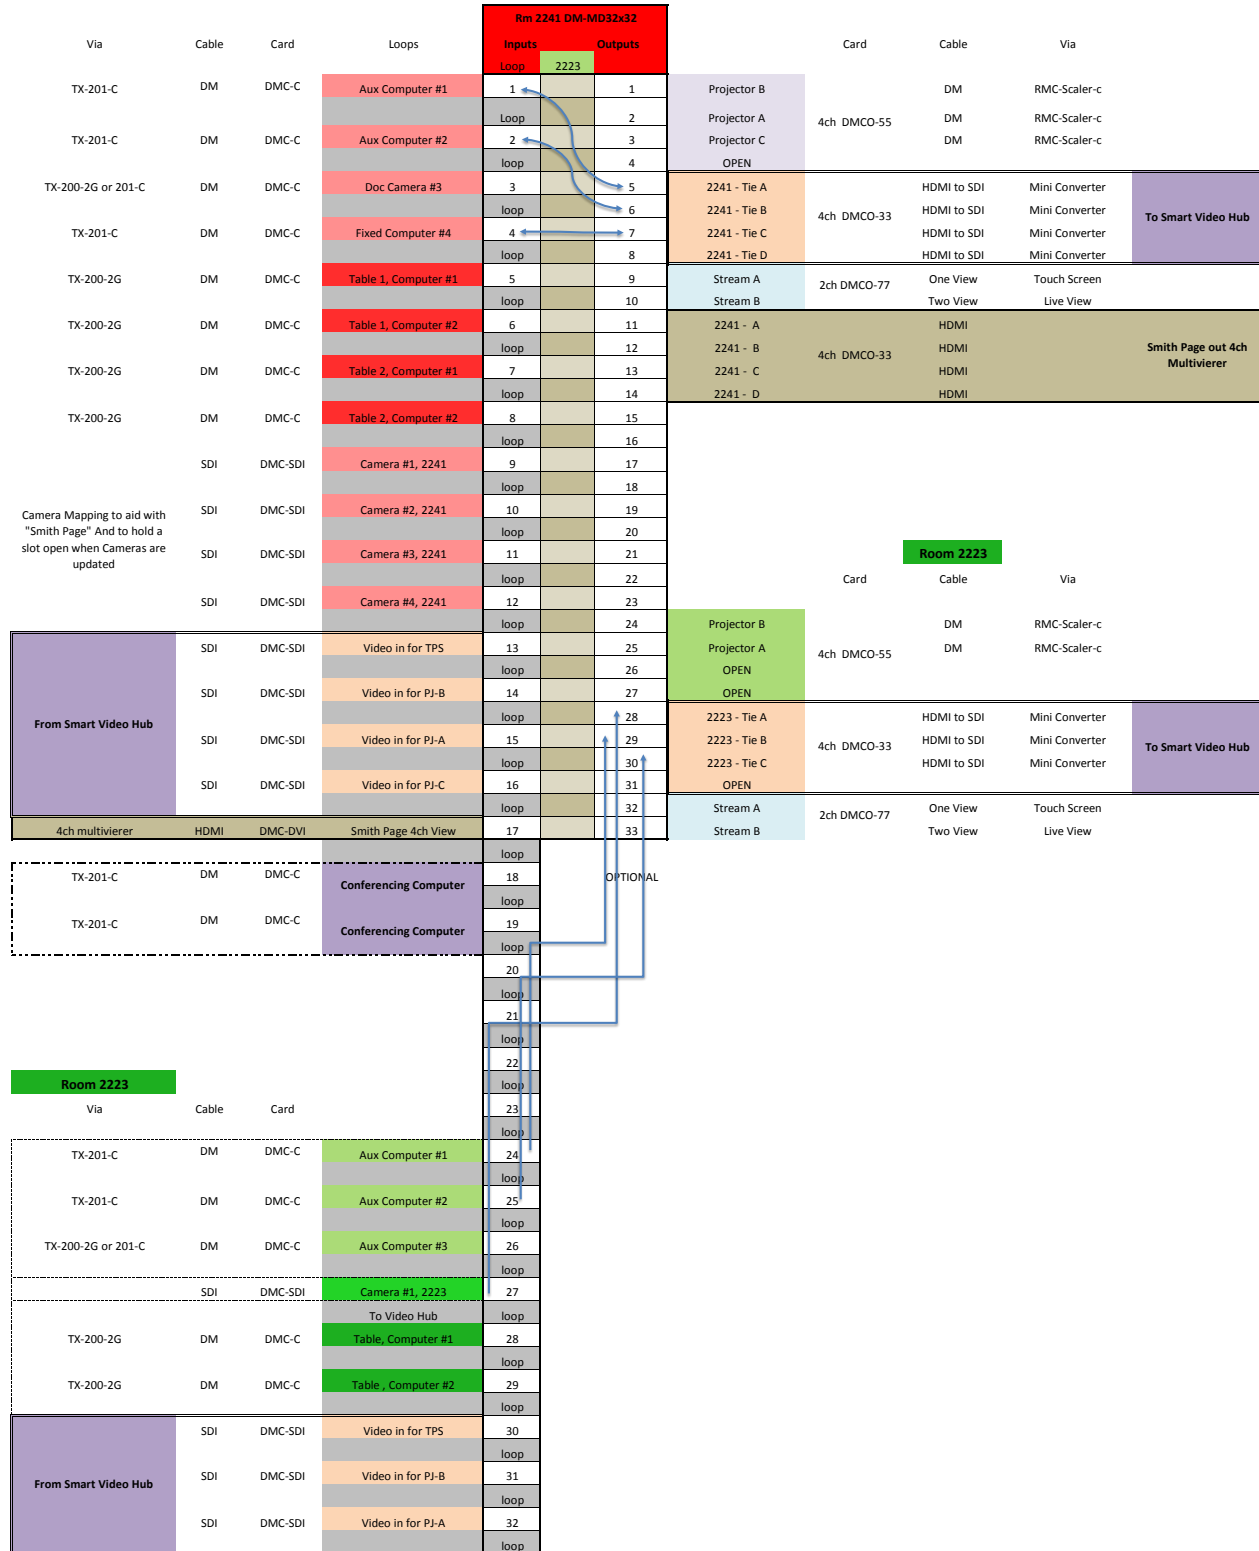 Rm 2241 DM-MD32x32
Via Cable Card Loops Inputs Outputs Card Cable Via
Loop 2223
TX-201-C DM DMC-C Aux Computer #1 1 1 Projector B DM RMC-Scaler-c
Loop 2 Projector A 4ch DMCO-55 DM RMC-Scaler-c
TX-201-C DM DMC-C Aux Computer #2 2 3 Projector C DM RMC-Scaler-c
loop 4 OPEN
TX-200-2G or 201-C DM DMC-C Doc Camera #3 3 5 2241 - Tie A HDMI to SDI Mini Converter
loop 6 2241 - Tie B 4ch DMCO-33 HDMI to SDI Mini Converter To Smart Video Hub
TX-201-C DM DMC-C Fixed Computer #4 4 7 2241 - Tie C HDMI to SDI Mini Converter
loop 8 2241 - Tie D HDMI to SDI Mini Converter
TX-200-2G DM DMC-C Table 1, Computer #1 5 9 Stream A 2ch DMCO-77 One View Touch Screen
loop 10 Stream B Two View Live View
TX-200-2G DM DMC-C Table 1, Computer #2 6 11 2241 - A HDMI
loop 12 2241 - B 4ch DMCO-33 HDMI Smith Page out 4ch
Multivierer
TX-200-2G DM DMC-C Table 2, Computer #1 7 13 2241 - C HDMI
loop 14 2241 - D HDMI
TX-200-2G DM DMC-C Table 2, Computer #2 8 15
loop 16
SDI DMC-SDI Camera #1, 2241 9 17
loop 18
Camera Mapping to aid with
"Smith Page" And to hold a
slot open when Cameras are
updated
SDI DMC-SDI Camera #2, 2241 10 19
loop 20
SDI DMC-SDI Camera #3, 2241 11 21 Room 2223
loop 22 Card Cable Via
SDI DMC-SDI Camera #4, 2241 12 23
loop 24 Projector B DM RMC-Scaler-c
SDI DMC-SDI Video in for TPS 13 25 Projector A 4ch DMCO-55 DM RMC-Scaler-c
loop 26 OPEN
SDI DMC-SDI Video in for PJ-B 14 27 OPEN
From Smart Video Hub loop 28 2223 - Tie A HDMI to SDI Mini Converter
SDI DMC-SDI Video in for PJ-A 15 29 2223 - Tie B 4ch DMCO-33 HDMI to SDI Mini Converter To Smart Video Hub
loop 30 2223 - Tie C HDMI to SDI Mini Converter
SDI DMC-SDI Video in for PJ-C 16 31 OPEN
loop 32 Stream A 2ch DMCO-77 One View Touch Screen
4ch multivierer HDMI DMC-DVI Smith Page 4ch View 17 33 Stream B Two View Live View
loop
TX-201-C DM DMC-C Conferencing Computer 18 OPTIONAL
loop
TX-201-C DM DMC-C Conferencing Computer 19
loop
20
loop
21
loop
22
Room 2223 loop
Via Cable Card 23
loop
TX-201-C DM DMC-C Aux Computer #1 24
loop
TX-201-C DM DMC-C Aux Computer #2 25
loop
TX-200-2G or 201-C DM DMC-C Aux Computer #3 26
loop
SDI DMC-SDI Camera #1, 2223 27
To Video Hub loop
TX-200-2G DM DMC-C Table, Computer #1 28
loop
TX-200-2G DM DMC-C Table , Computer #2 29
loop
SDI DMC-SDI Video in for TPS 30
loop
From Smart Video Hub SDI DMC-SDI Video in for PJ-B 31
loop
SDI DMC-SDI Video in for PJ-A 32
loop